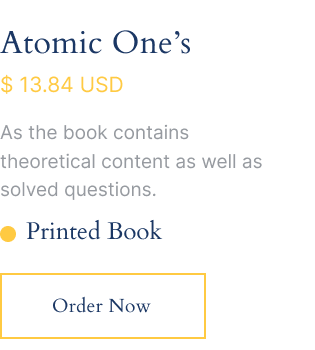 Atomic One’s
$ 13.84 USD
As the book contains
theoretical content as well as
solved questions.
Printed Book
Order Now